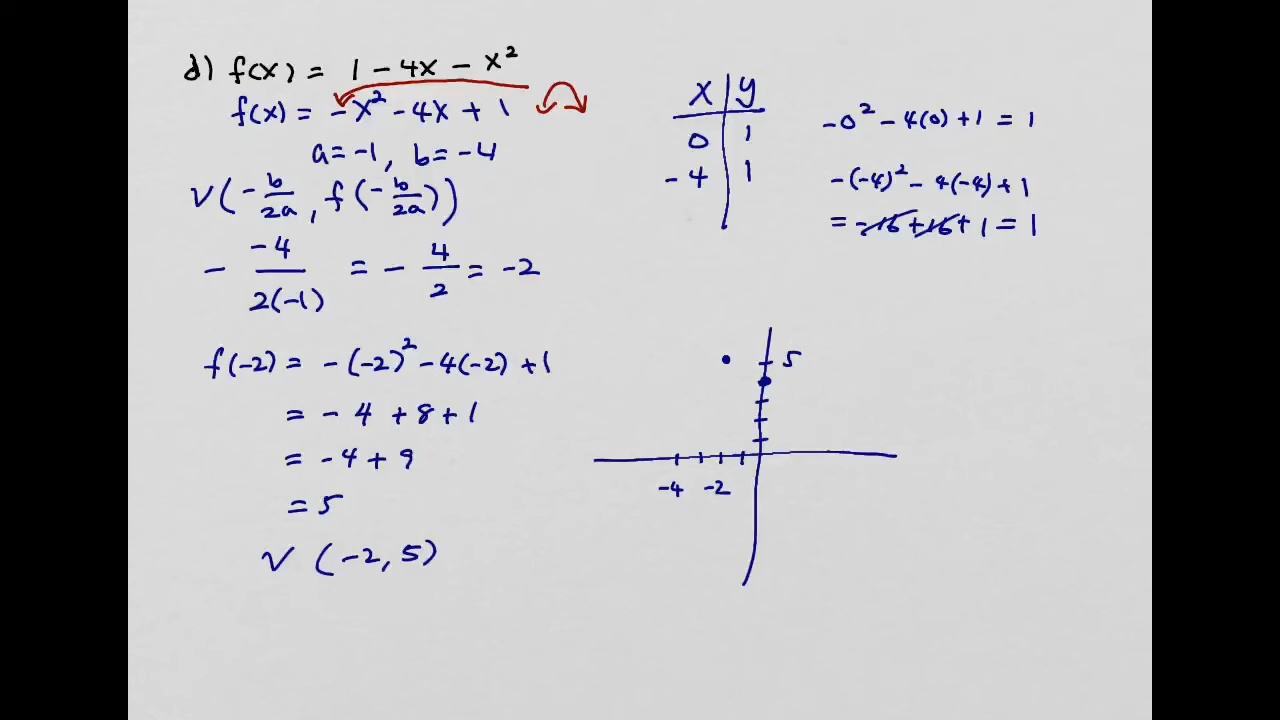 d) f(x) = 1 - 4x - x²
f(x) = -x² - 4x + 1
a = -1, b = -4
V(-b/2a, f(-b/2a))
- -4/2(-1) = - 4/2 = -2
f(-2) = -(-2)² - 4(-2) + 1
= -4 + 8 + 1
= -4 + 9
= 5
V (-2, 5)
x y
0 1
-4 1
-0² - 4(0) + 1 = 1
-(-4)² - 4(-4) + 1
= -16 + 16 + 1 = 1
5
-4 -2